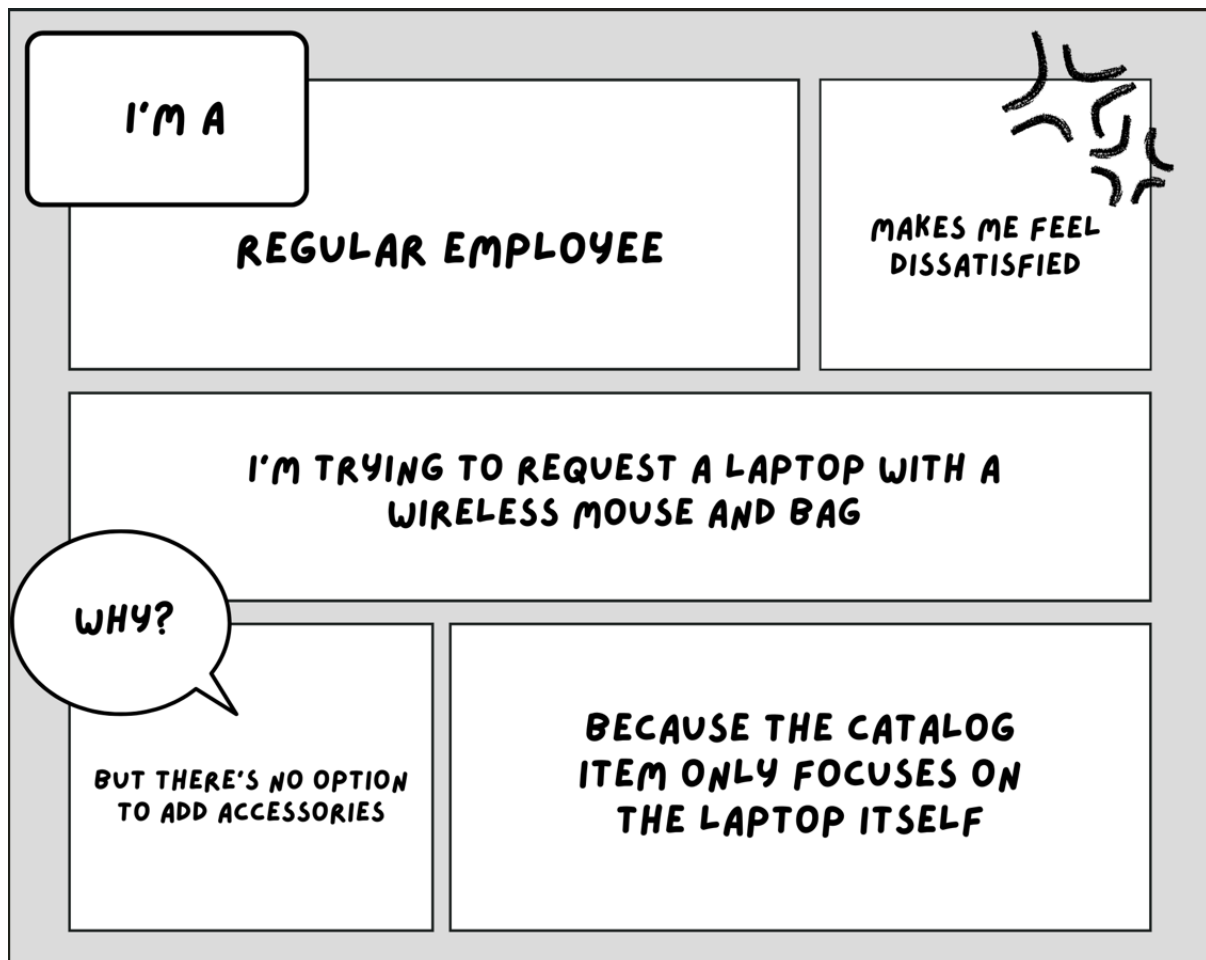 I'M A
REGULAR EMPLOYEE
MAKES ME FEEL
DISSATISFIED
I'M TRYING TO REQUEST A LAPTOP WITH A
WIRELESS MOUSE AND BAG
WHY?
BUT THERE'S NO OPTION
TO ADD ACCESSORIES
BECAUSE THE CATALOG
ITEM ONLY FOCUSES ON
THE LAPTOP ITSELF